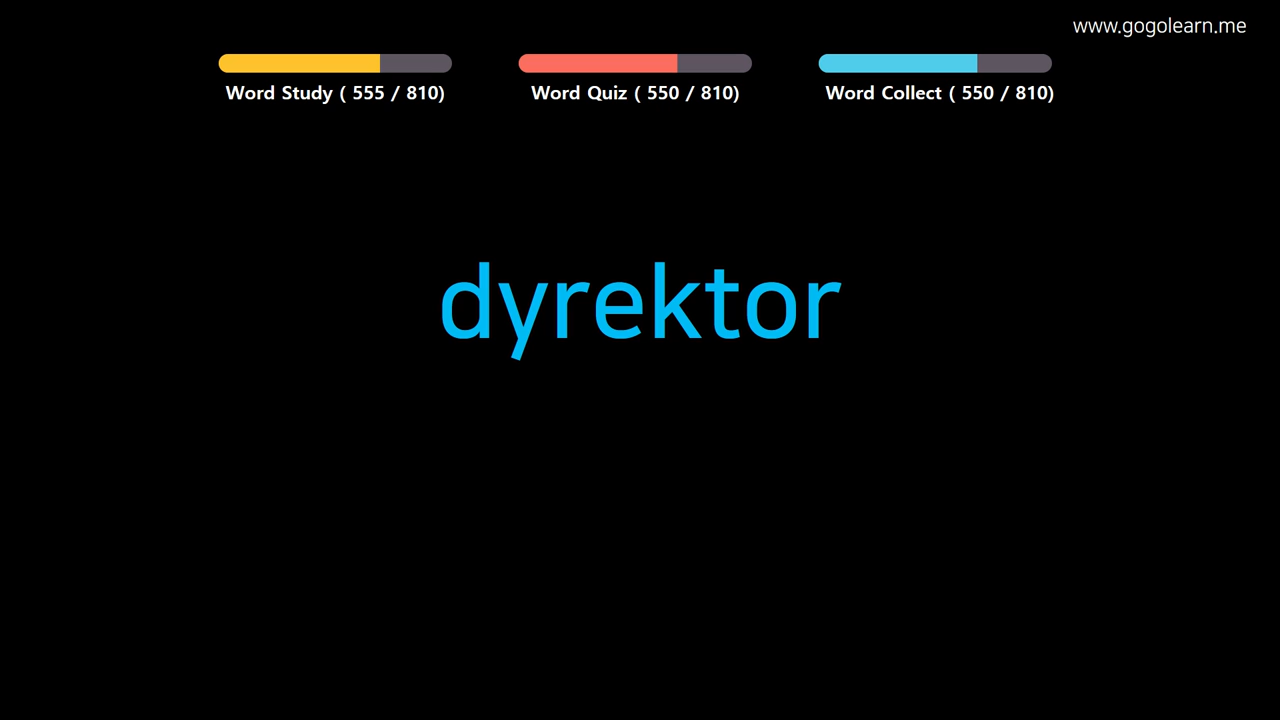 www.gogolearn.me
Word Study ( 555 / 810)
Word Quiz ( 550 / 810)
Word Collect ( 550 / 810)
dyrektor